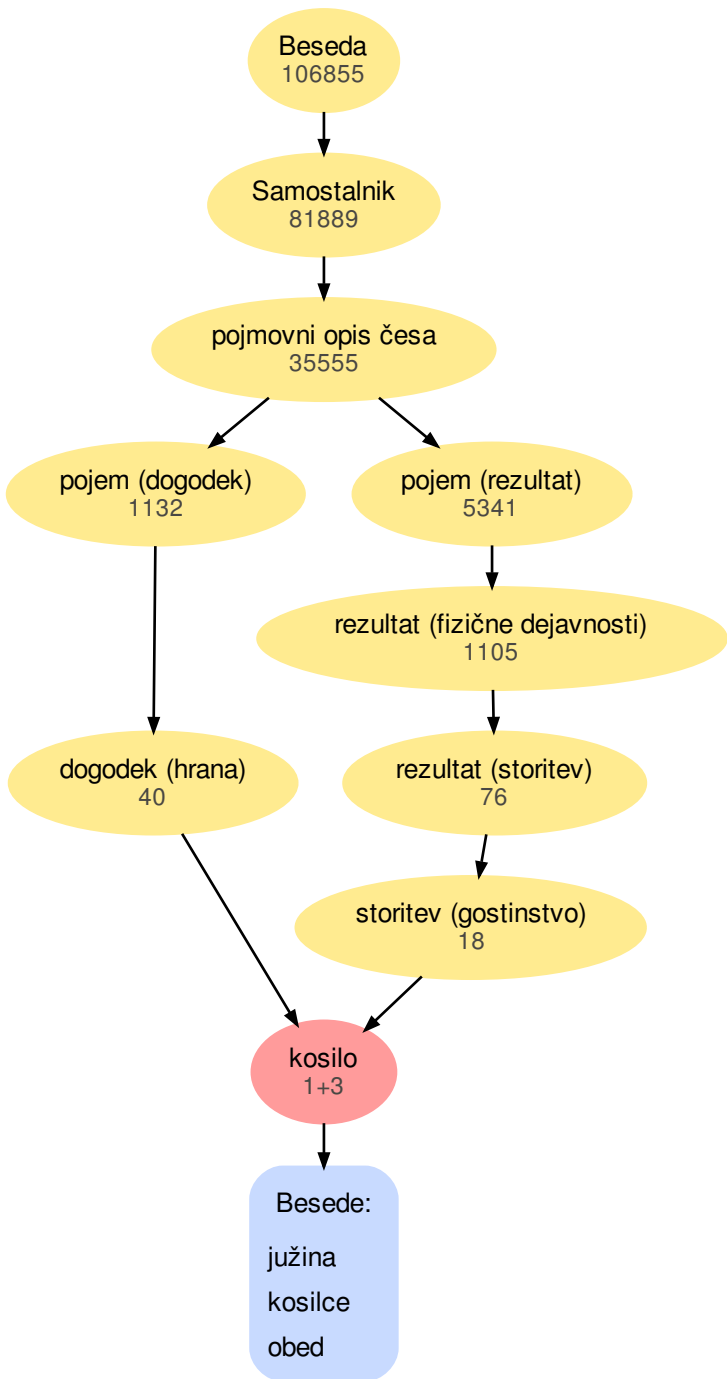 Beseda
106855
Samostalnik
81889
pojmovni opis česa
35555
pojem (dogodek)
1132
pojem (rezultat)
5341
rezultat (fizične dejavnosti)
1105
dogodek (hrana)
40
rezultat (storitev)
76
storitev (gostinstvo)
18
kosilo
1+3
Besede:
južina
kosilce
obed